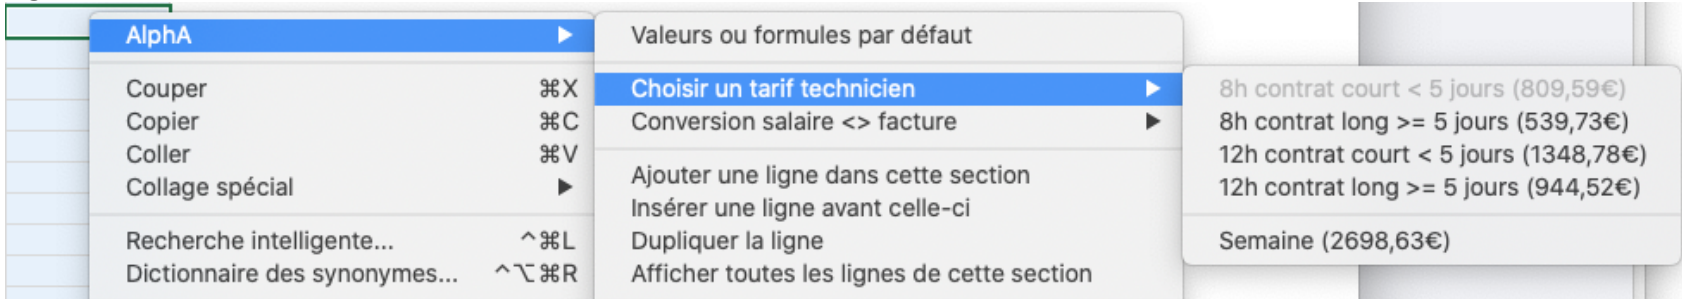 AlphA ▶
Couper ⌘X
Copier ⌘C
Coller ⌘V
Collage spécial ▶
Recherche intelligente... ^⌘L
Dictionnaire des synonymes... ^⌥⌘R
Valeurs ou formules par défaut
Choisir un tarif technicien ▶
Conversion salaire <> facture ▶
Ajouter une ligne dans cette section
Insérer une ligne avant celle-ci
Dupliquer la ligne
Afficher toutes les lignes de cette section
8h contrat court < 5 jours (809,59€)
8h contrat long >= 5 jours (539,73€)
12h contrat court < 5 jours (1348,78€)
12h contrat long >= 5 jours (944,52€)
Semaine (2698,63€)